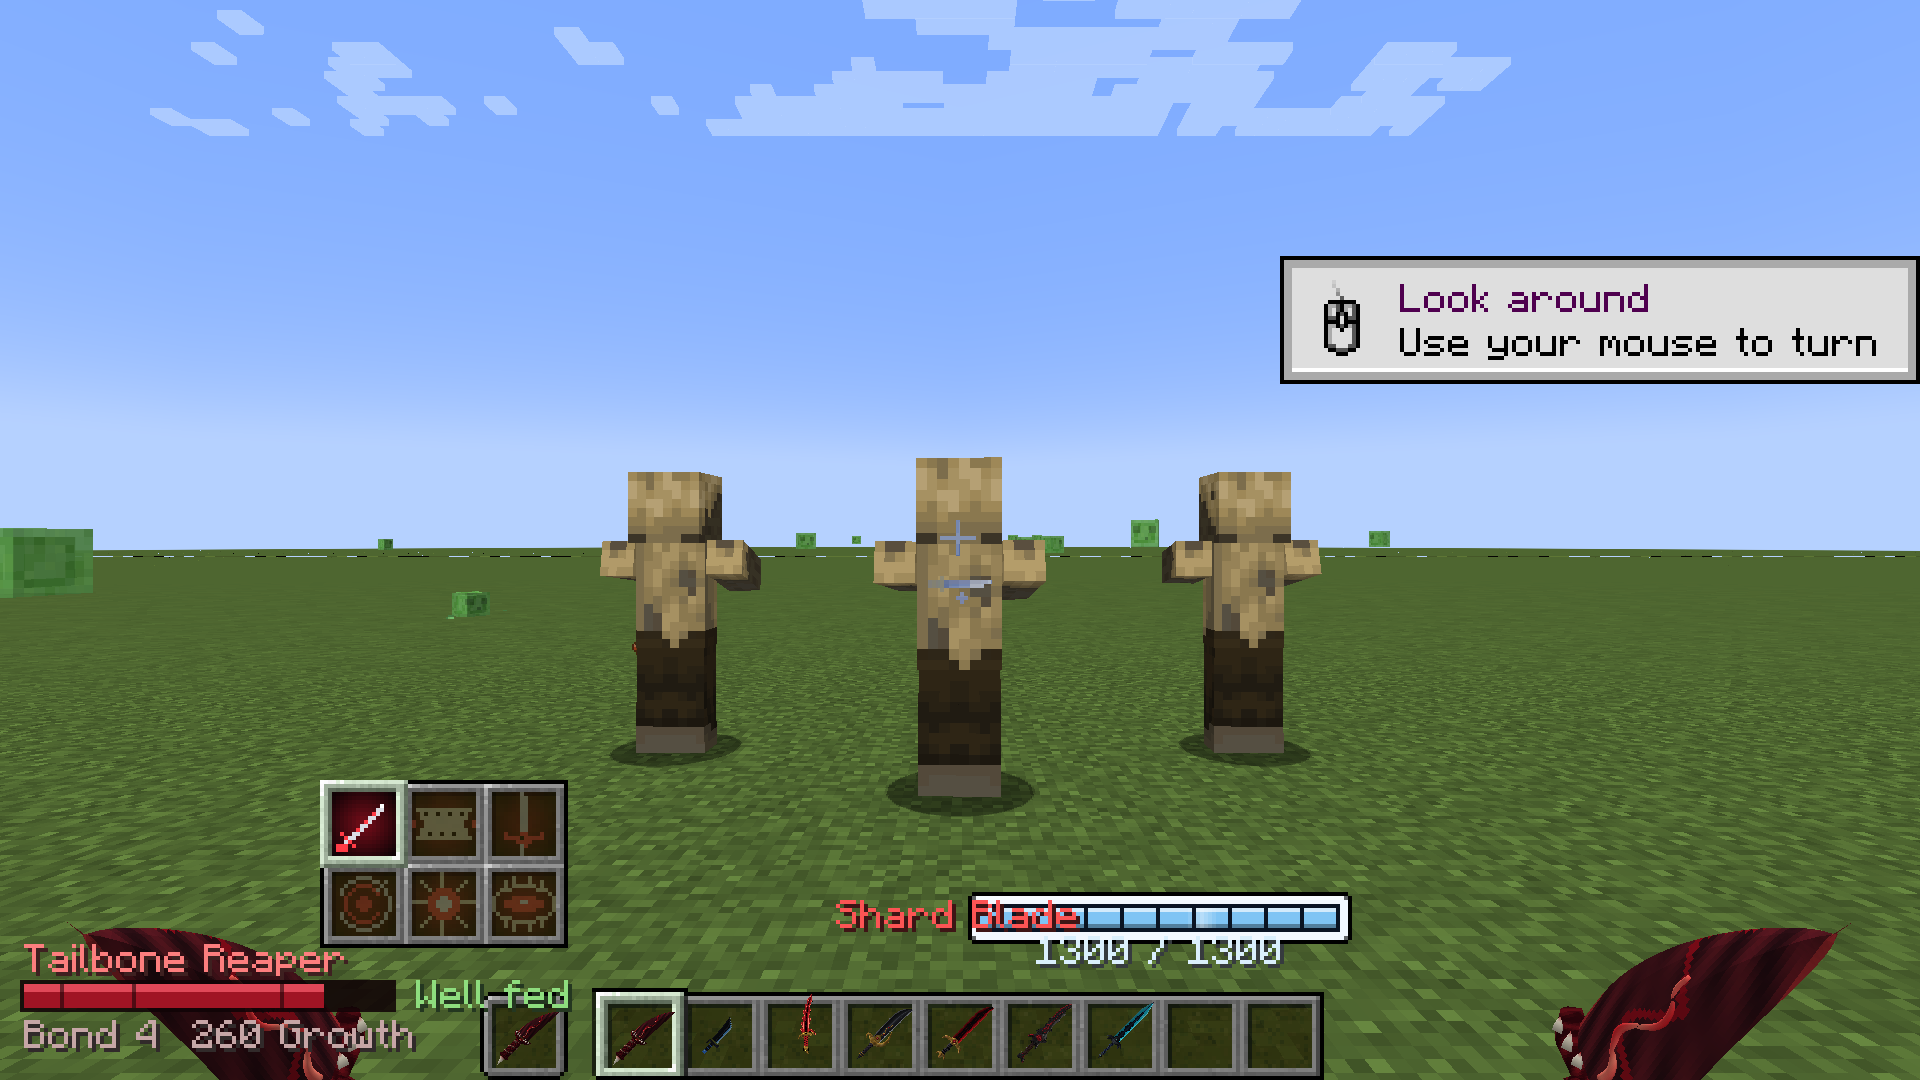 Look around
Use your mouse to turn
Shard Blade
1300 / 1300
Tailbone Reaper
Well fed
Bond 4 260 Growth